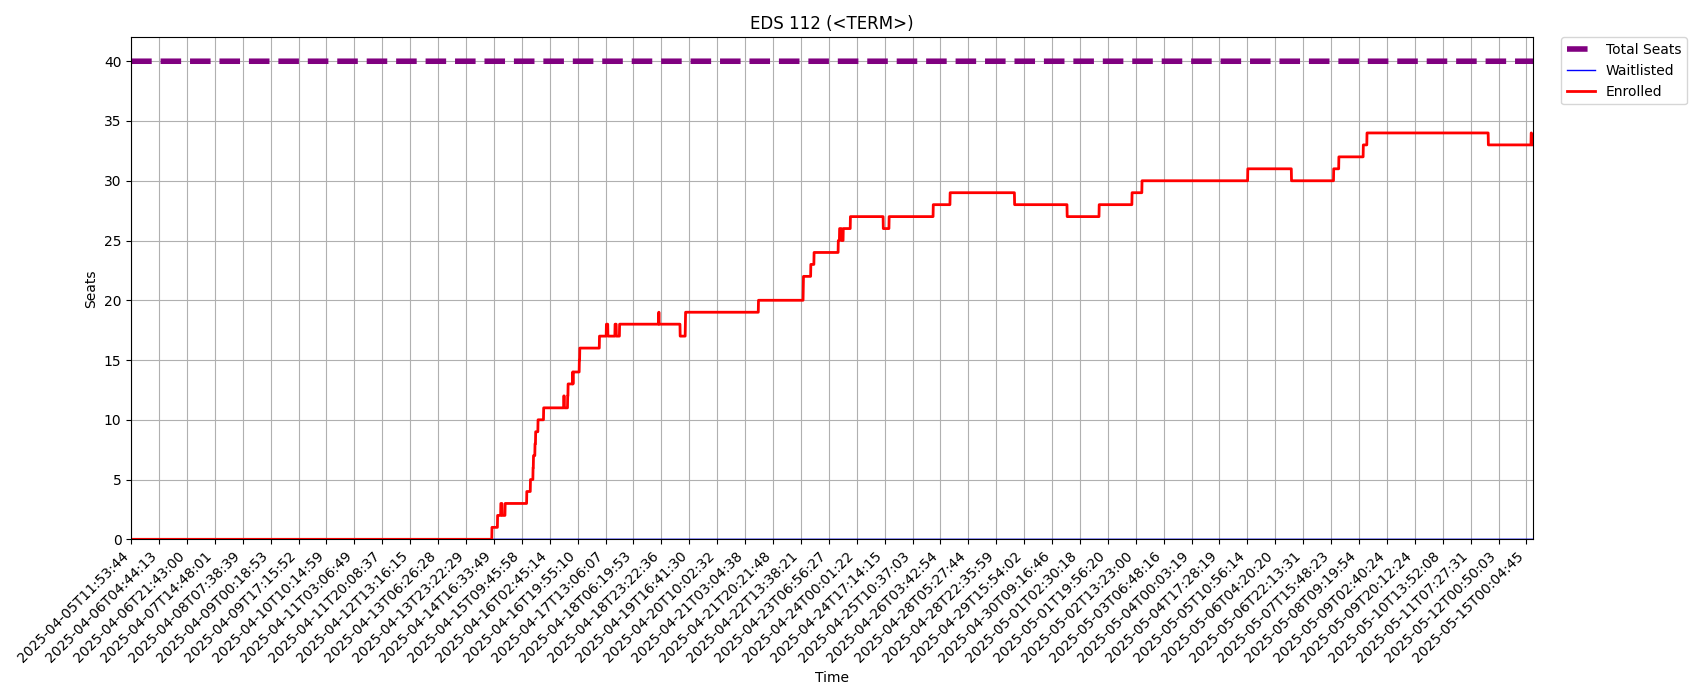 EDS 112 (<TERM>)
Total Seats
Waitlisted
Enrolled
Seats
40
35
30
25
20
15
10
5
0
2025-04-05T11:53:44
2025-04-06T04:44:13
2025-04-06T21:43:00
2025-04-07T14:48:01
2025-04-08T07:38:39
2025-04-09T00:18:53
2025-04-09T17:15:52
2025-04-10T10:14:59
2025-04-11T03:06:49
2025-04-11T20:08:37
2025-04-12T13:16:15
2025-04-13T06:26:28
2025-04-13T23:22:29
2025-04-14T16:33:49
2025-04-15T09:45:58
2025-04-16T02:45:14
2025-04-16T19:55:10
2025-04-17T13:06:07
2025-04-18T06:19:53
2025-04-18T23:22:36
2025-04-19T16:41:30
2025-04-20T10:02:32
2025-04-21T03:04:38
2025-04-21T20:21:48
2025-04-22T13:38:21
2025-04-23T06:56:27
2025-04-24T00:01:22
2025-04-24T17:14:15
2025-04-25T10:37:03
2025-04-26T03:42:54
2025-04-28T05:27:44
2025-04-28T22:35:59
2025-04-29T15:54:02
2025-04-30T09:16:46
2025-05-01T02:30:18
2025-05-01T19:56:20
2025-05-02T13:23:00
2025-05-03T06:48:16
2025-05-04T00:03:19
2025-05-04T17:28:19
2025-05-05T10:56:14
2025-05-06T04:20:20
2025-05-06T22:13:31
2025-05-07T15:48:23
2025-05-08T09:19:54
2025-05-09T02:40:24
2025-05-09T20:12:24
2025-05-10T13:52:08
2025-05-11T07:27:31
2025-05-12T00:50:03
2025-05-15T00:04:45
Time